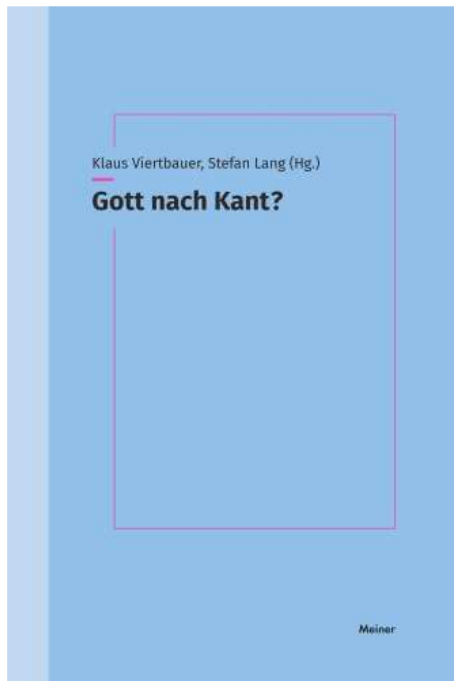 Klaus Viertbauer, Stefan Lang (Hg.)
Gott nach Kant?
Meiner